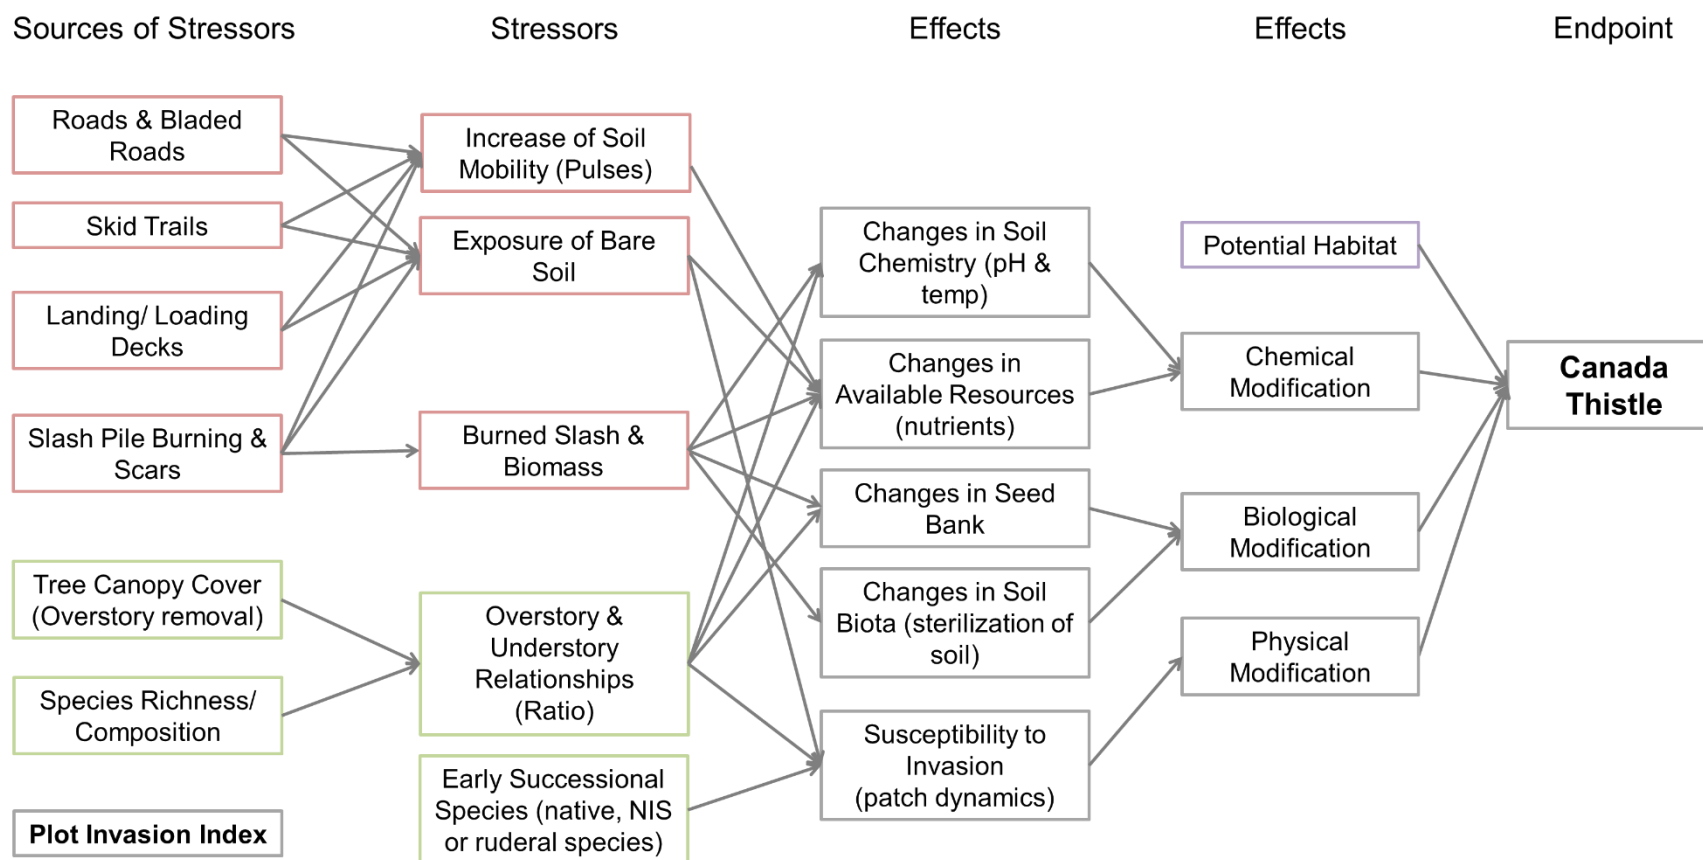 Sources of Stressors
Stressors
Effects
Effects
Endpoint
Roads & Bladed
Roads
Skid Trails
Landing/ Loading
Decks
Slash Pile Burning &
Scars
Tree Canopy Cover
(Overstory removal)
Species Richness/
Composition
Plot Invasion Index
Increase of Soil
Mobility (Pulses)
Exposure of Bare
Soil
Burned Slash &
Biomass
Overstory &
Understory
Relationships
(Ratio)
Early Successional
Species (native, NIS
or ruderal species)
Changes in Soil
Chemistry (pH &
temp)
Changes in
Available Resources
(nutrients)
Changes in Seed
Bank
Changes in Soil
Biota (sterilization of
soil)
Susceptibility to
Invasion
(patch dynamics)
Potential Habitat
Chemical
Modification
Biological
Modification
Physical
Modification
Canada
Thistle